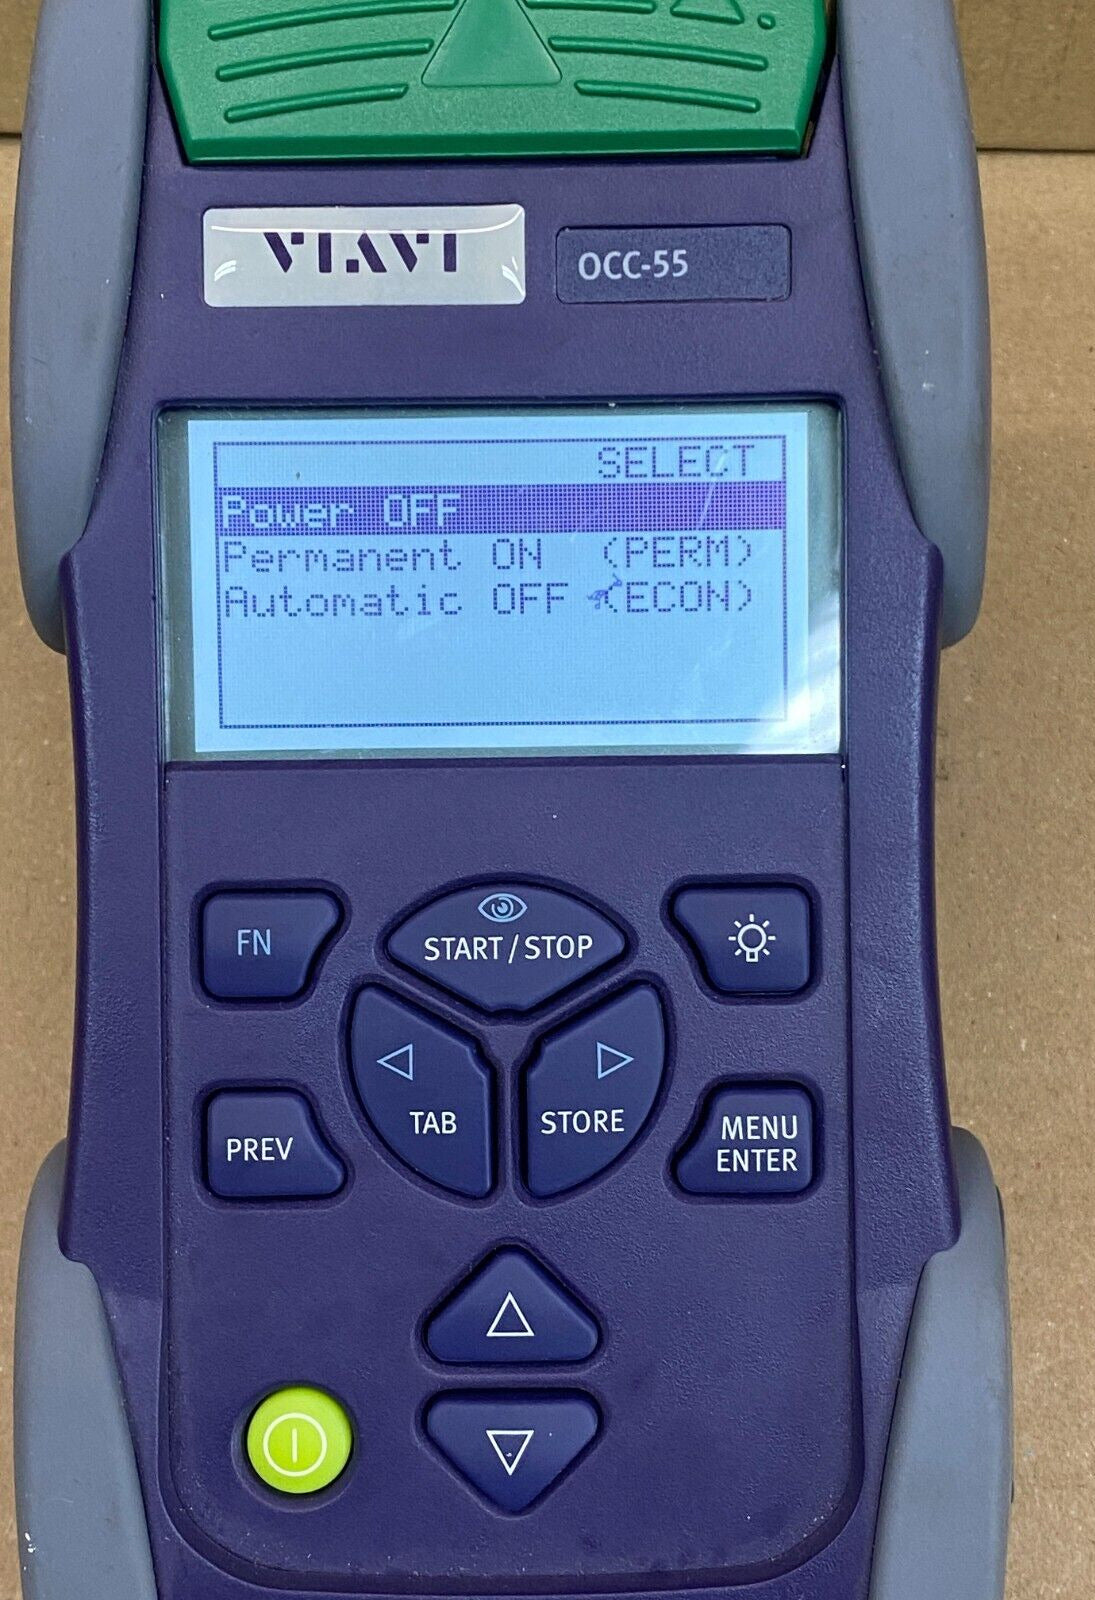 VIAVI
OCC-55
SELECT
Power OFF
Permanent ON (PERM)
Automatic OFF (ECON)
FN
START / STOP
TAB
STORE
PREV
MENU
ENTER